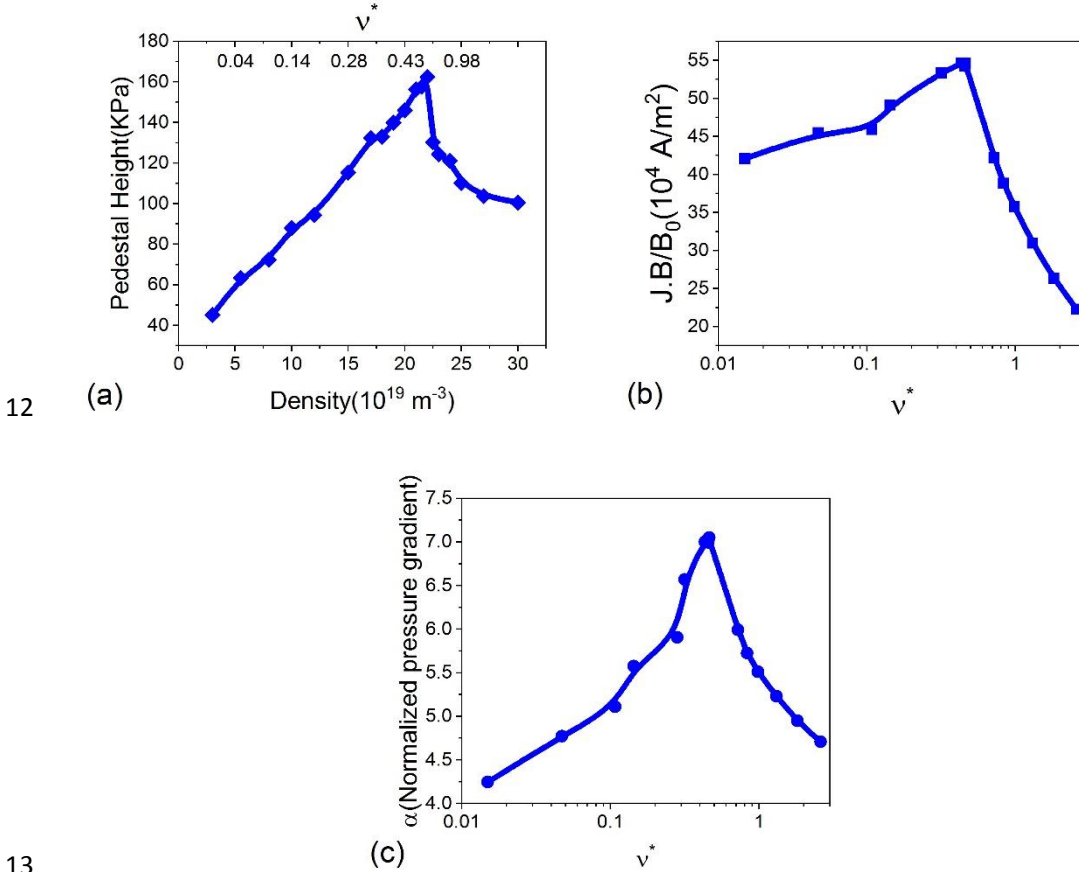 ν*
180
160
140
120
100
80
60
40
0.04 0.14 0.28 0.43 0.98
Pedestal Height(KPa)
0 5 10 15 20 25 30
Density(10¹⁹ m⁻³)
12
(a)
55
50
45
40
35
30
25
20
J.B/B₀(10⁴ A/m²)
0.01 0.1 1
ν*
(b)
7.5
7.0
6.5
6.0
5.5
5.0
4.5
4.0
α(Normalized pressure gradient)
0.01 0.1 1
ν*
(c)
13